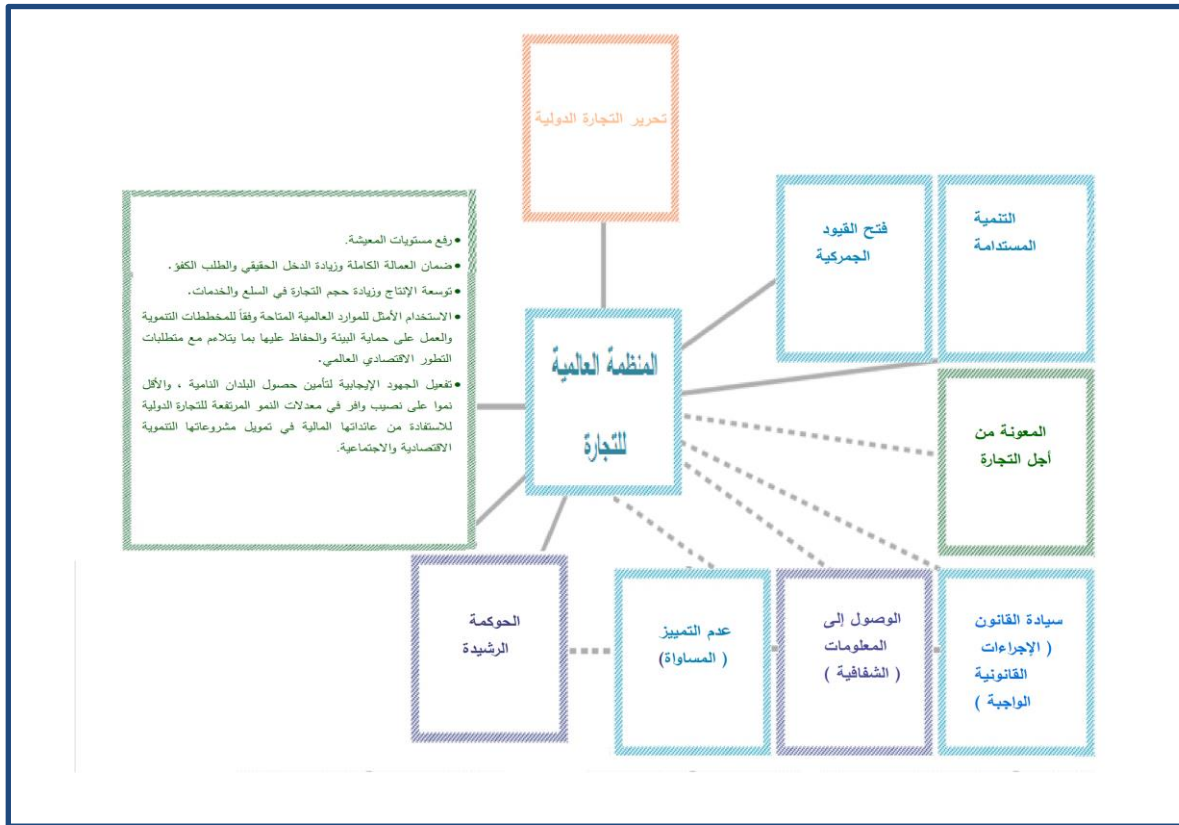 تحرير التجارة الدولية
التنمية
المستدامة
فتح القيود
الجمركية
• رفع مستويات المعيشة.
• ضمان العمالة الكاملة وزيادة الدخل الحقيقي والطلب الكفؤ.
• توسعة الإنتاج وزيادة حجم التجارة في السلع والخدمات.
• الاستخدام الأمثل للموارد العالمية المتاحة وفقاً للمخططات التنموية
والعمل على حماية البيئة والحفاظ عليها بما يتلاءم مع متطلبات
التطور الاقتصادي العالمي.
• تفعيل الجهود الإيجابية لتأمين حصول البلدان النامية ، والأقل
نموا على نصيب وافر في معدلات النمو المرتفعة للتجارة الدولية
للاستفادة من عائداتها المالية في تمويل مشروعاتها التنموية
الاقتصادية والاجتماعية.
المنظمة العالمية
للتجارة
المعونة من
أجل التجارة
سيادة القانون
( الإجراءات
القانونية
الواجبة )
الوصول إلى
المعلومات
( الشفافية )
عدم التمييز
( المساواة)
الحوكمة
الرشيدة